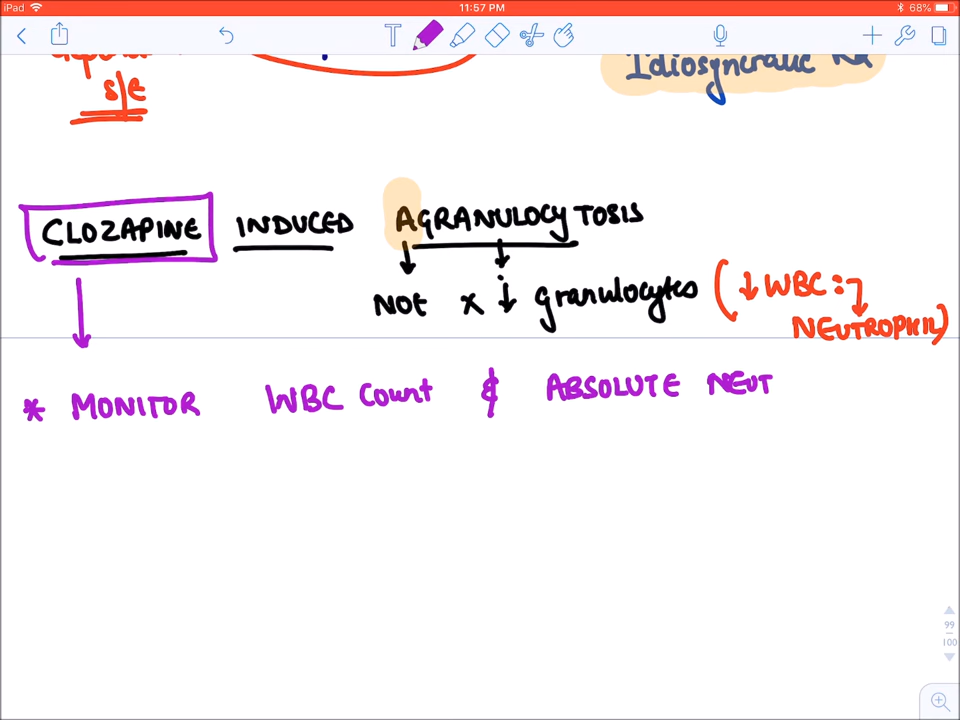 iPad 11:57 PM 68%
T
s/e
Idiosyncratic Rx
CLOZAPINE INDUCED AGRANULOCYTOSIS
Not x ↓ granulocytes (↓ WBC:
NEUTROPHIL)
* MONITOR WBC Count & ABSOLUTE NEUT
99
100